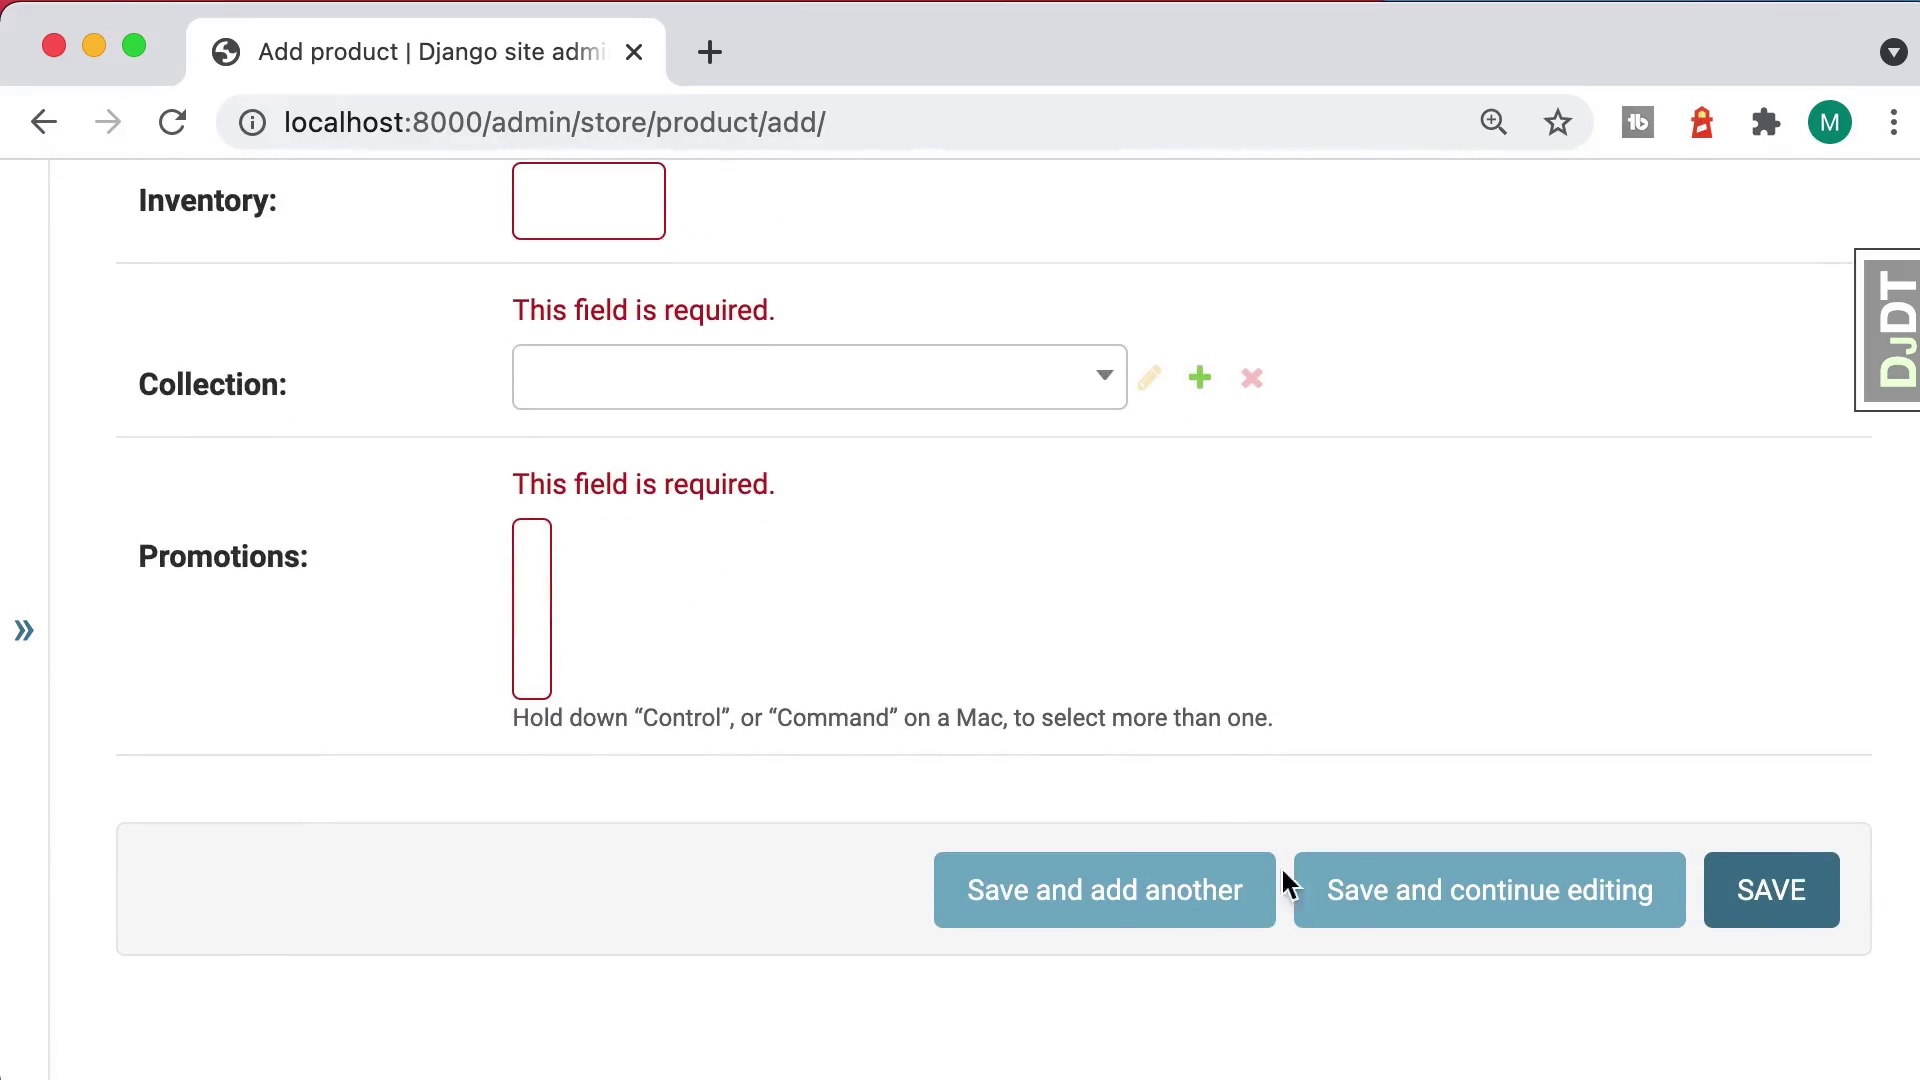 Add product | Django site admi
localhost:8000/admin/store/product/add/
M
Inventory:
This field is required.
Collection:
DJDT
This field is required.
Promotions:
»
Hold down “Control”, or “Command” on a Mac, to select more than one.
Save and add another
Save and continue editing
SAVE